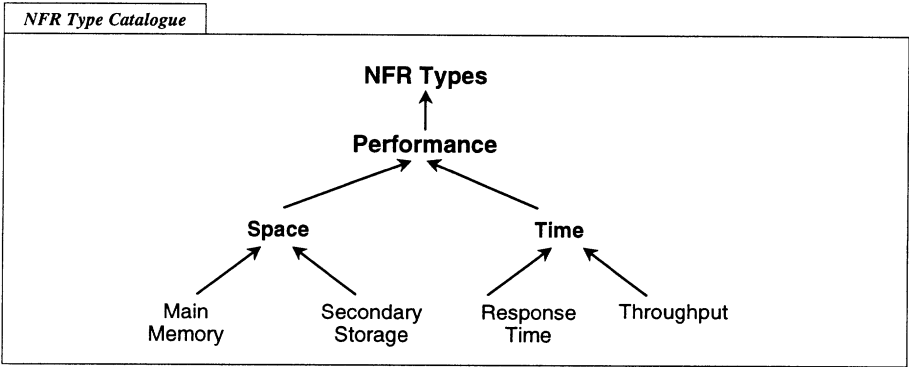 NFR Type Catalogue
NFR Types
Performance
Space
Time
Main
Memory
Secondary
Storage
Response
Time
Throughput